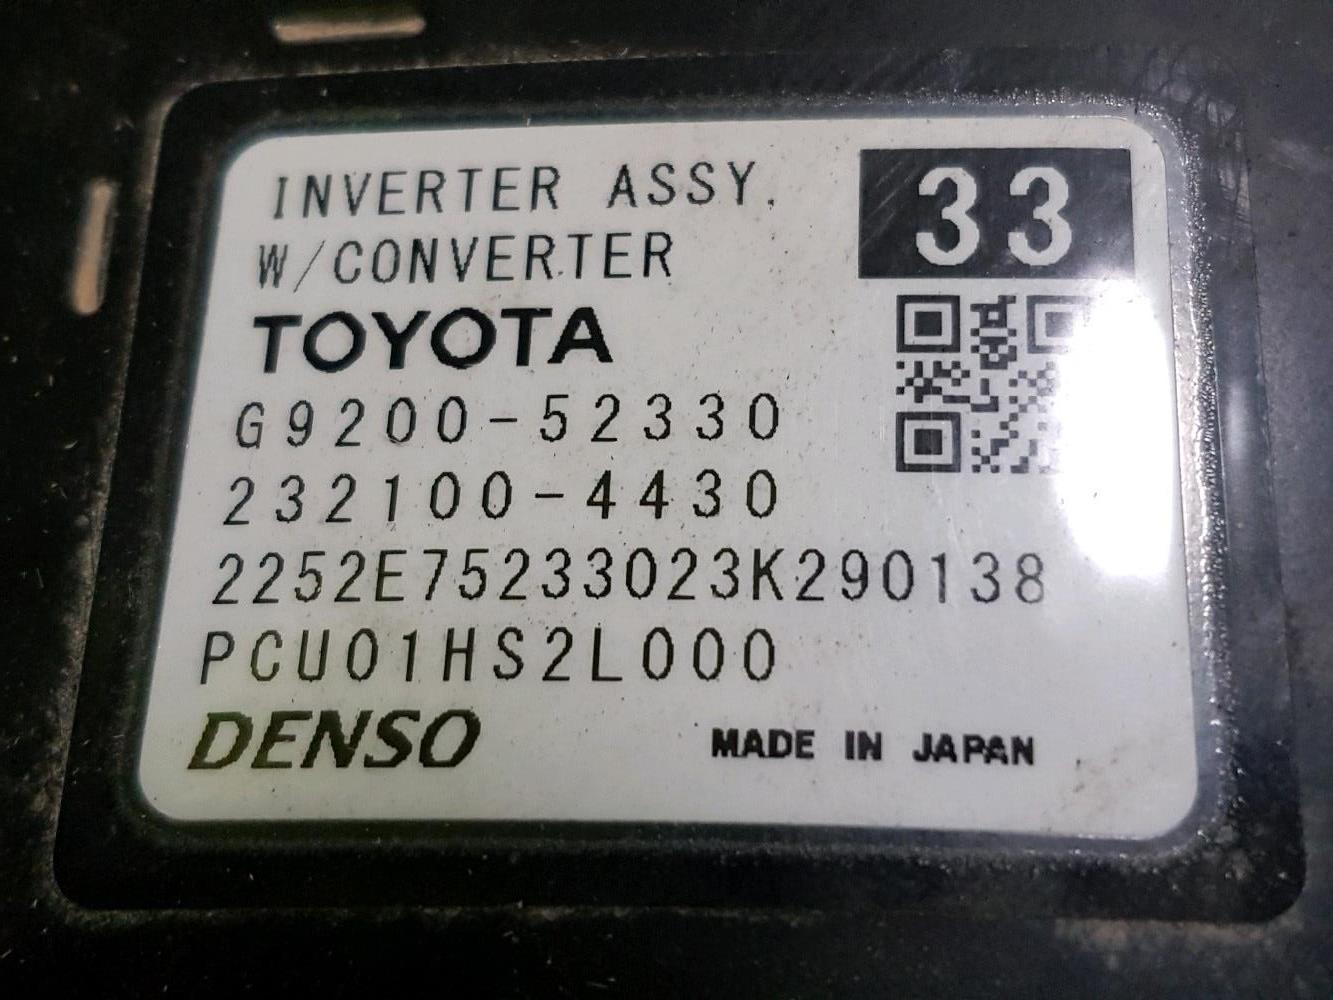 INVERTER ASSY. 33
W/CONVERTER
TOYOTA
G9200-52330
232100-4430
2252E75233023K290138
PCU01HS2L000
DENSO MADE IN JAPAN